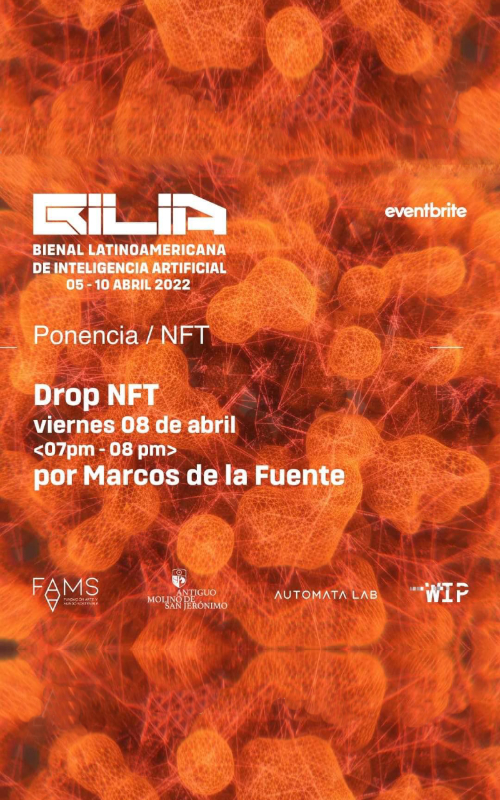 BILIA
eventbrite
BIENAL LATINOAMERICANA
DE INTELIGENCIA ARTIFICIAL
05 - 10 ABRIL 2022
Ponencia / NFT
Drop NFT
viernes 08 de abril
<07pm - 08 pm>
por Marcos de la Fuente
FAMS
ANTIGUO
MOLINO DE
SAN JERÓNIMO
AUTOMATA LAB
WIP